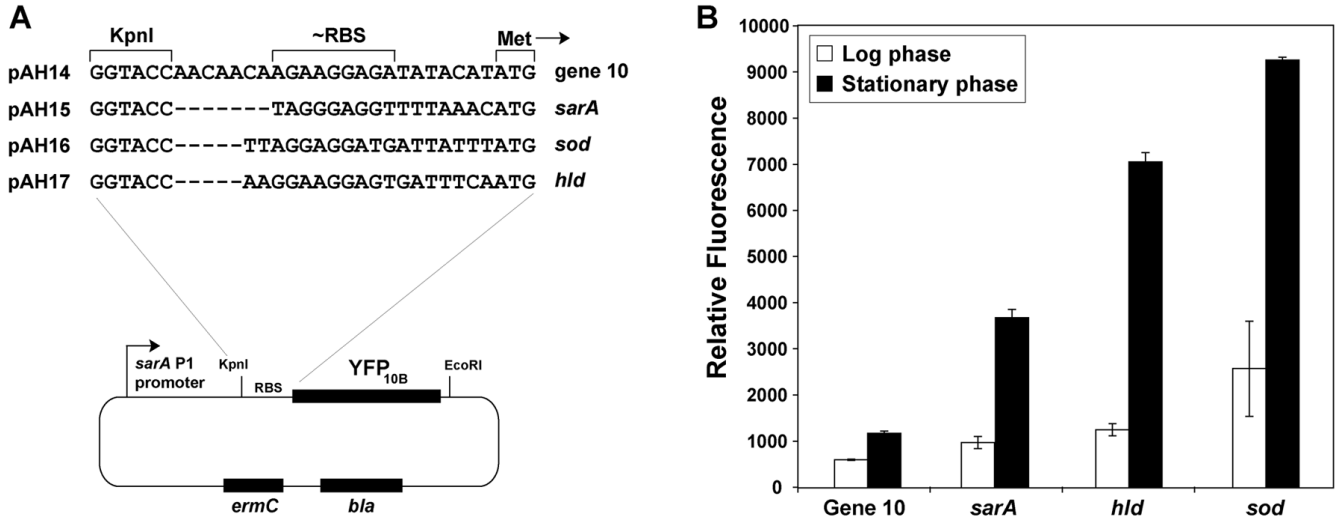 A
KpnI ~RBS Met
pAH14 GGTACCAACAACAAGAAGGAGATATACATATG gene 10
pAH15 GGTACC-------TAGGGAGGTTTTAAACATG sarA
pAH16 GGTACC-----TTAGGAGGATGATTATTTATG sod
pAH17 GGTACC-----AAGGAAGGAGTGATTTCAATG hld
sarA P1
promoter
KpnI
RBS
YFP10B
EcoRI
ermC
bla
B
Relative Fluorescence
10000
9000
8000
7000
6000
5000
4000
3000
2000
1000
0
Log phase
Stationary phase
Gene 10 sarA hld sod